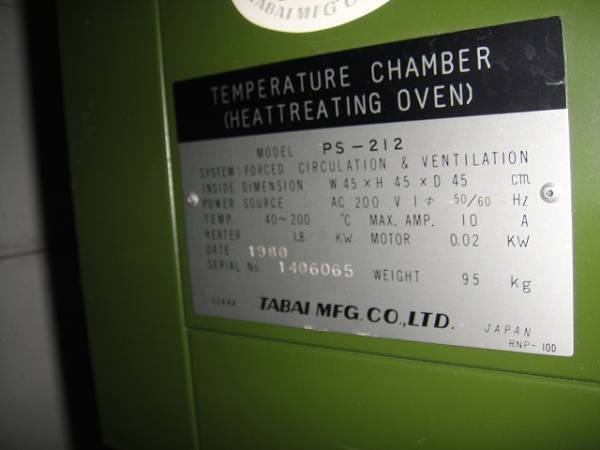 TABAI MFG. C
TEMPERATURE CHAMBER
(HEATTREATING OVEN)
MODEL PS-212
SYSTEM: FORCED CIRCULATION & VENTILATION
INSIDE DIMENSION W 45 × H 45 × D 45 cm
POWER SOURCE AC 200 V 1 φ 50/60 Hz
TEMP. 40~200 °C MAX. AMP. 10 A
HEATER 1.8 KW MOTOR 0.02 KW
DATE 1980
SERIAL No. 1406065 WEIGHT 95 kg
TABAI MFG. CO., LTD. JAPAN
RNP-100